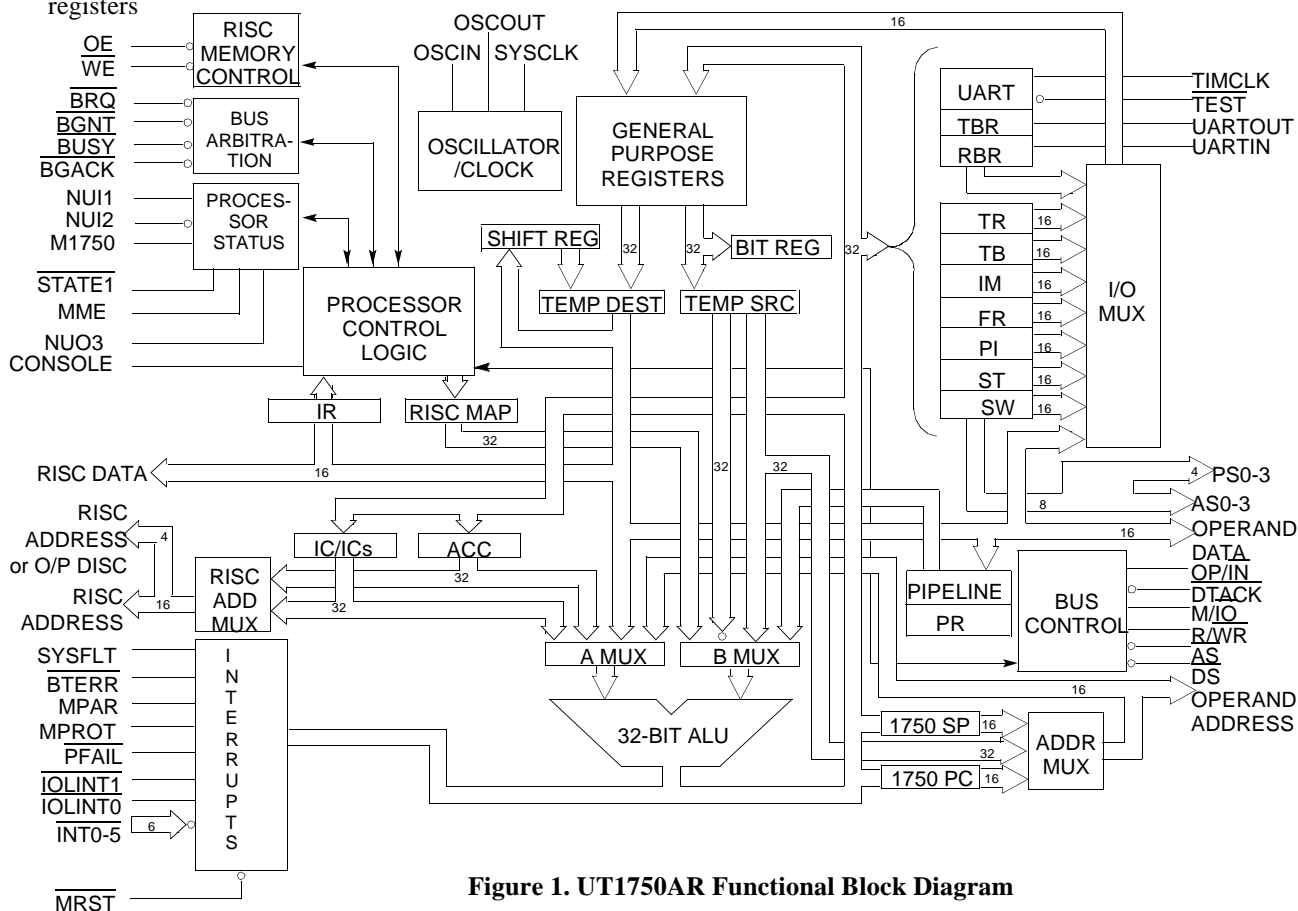 registers
OE
WE
RISC
MEMORY
CONTROL
BRQ
BGNT
BUSY
BGACK
BUS
ARBITRA-
TION
NUI1
NUI2
M1750
PROCES-
SOR
STATUS
STATE1
MME
NUO3
CONSOLE
OSCOUT
OSCIN SYSCLK
OSCILLATOR
/CLOCK
PROCESSOR
CONTROL
LOGIC
IR
RISC MAP
32
16
GENERAL
PURPOSE
REGISTERS
16
SHIFT REG
32
32
BIT REG
TEMP DEST
TEMP SRC
32
UART
TBR
RBR
TIMCLK
TEST
UARTOUT
UARTIN
TR
16
TB
16
IM
16
FR
16
PI
16
ST
16
SW
16
I/O
MUX
RISC DATA
RISC
ADDRESS
or O/P DISC
4
RISC
ADDRESS
16
RISC
ADD
MUX
IC/ICs
ACC
32
32
32
32
A MUX
B MUX
32-BIT ALU
PIPELINE
PR
4
PS0-3
8
AS0-3
16
OPERAND
DATA
BUS
CONTROL
OP/IN
DTACK
M/IO
R/WR
AS
DS
16
OPERAND
ADDRESS
1750 SP
16
32
1750 PC
16
ADDR
MUX
SYSFLT
BTERR
MPAR
MPROT
PFAIL
IOLINT1
IOLINT0
INT0-5
6
MRST
I
N
T
E
R
R
U
P
T
S
Figure 1. UT1750AR Functional Block Diagram